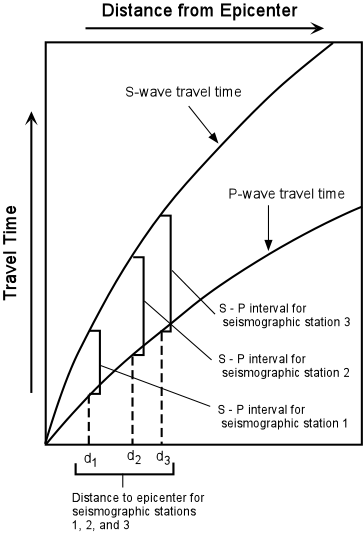 Distance from Epicenter
S-wave travel time
P-wave travel time
Travel Time
S - P interval for
seismographic station 3
S - P interval for
seismographic station 2
S - P interval for
seismographic station 1
d1 d2 d3
Distance to epicenter for
seismographic stations
1, 2, and 3